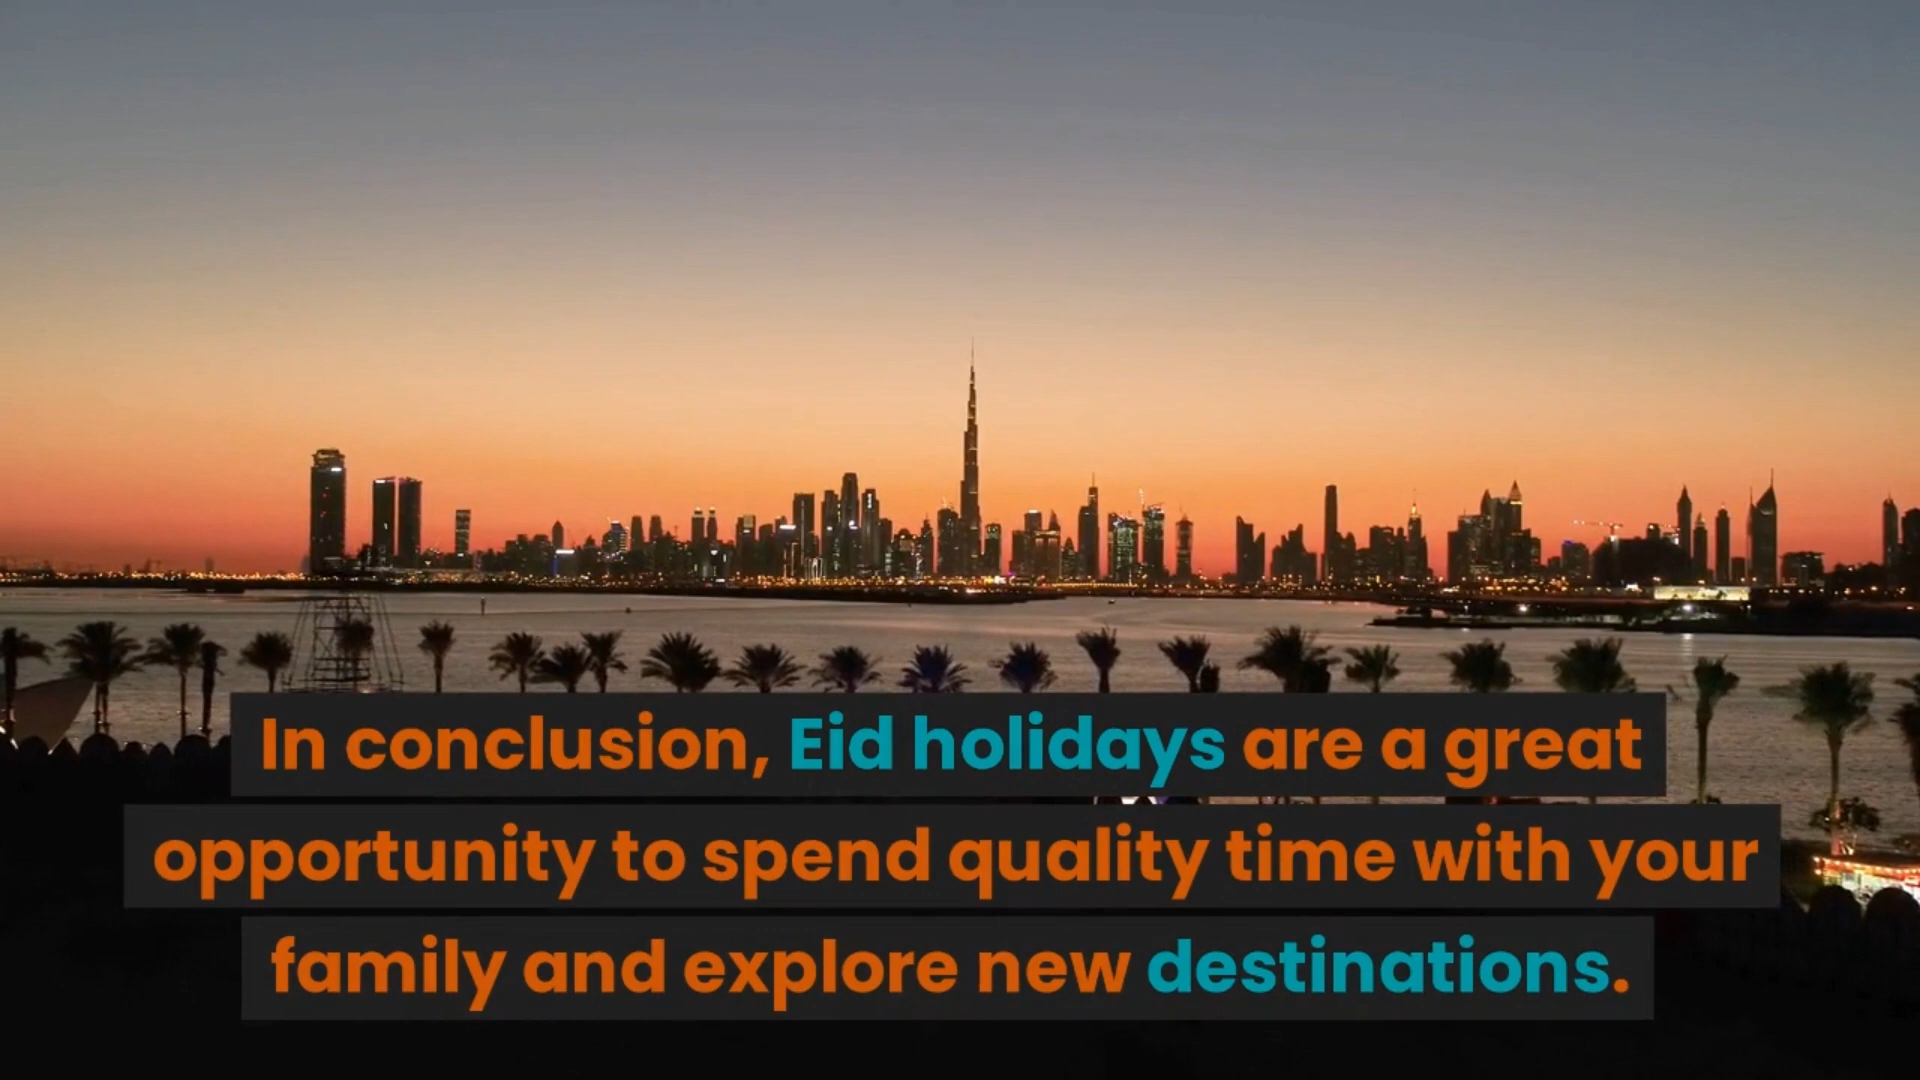 In conclusion, Eid holidays are a great
opportunity to spend quality time with your
family and explore new destinations.